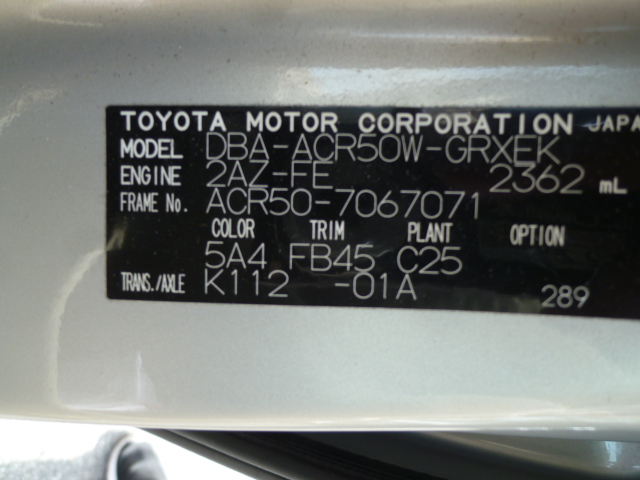 TOYOTA MOTOR CORPORATION JAPA
MODEL DBA-ACR50W-GRXEK
ENGINE 2AZ-FE 2362 mL
FRAME No. ACR50-7067071
COLOR TRIM PLANT OPTION
5A4 FB45 C25
TRANS./AXLE K112 -01A 289